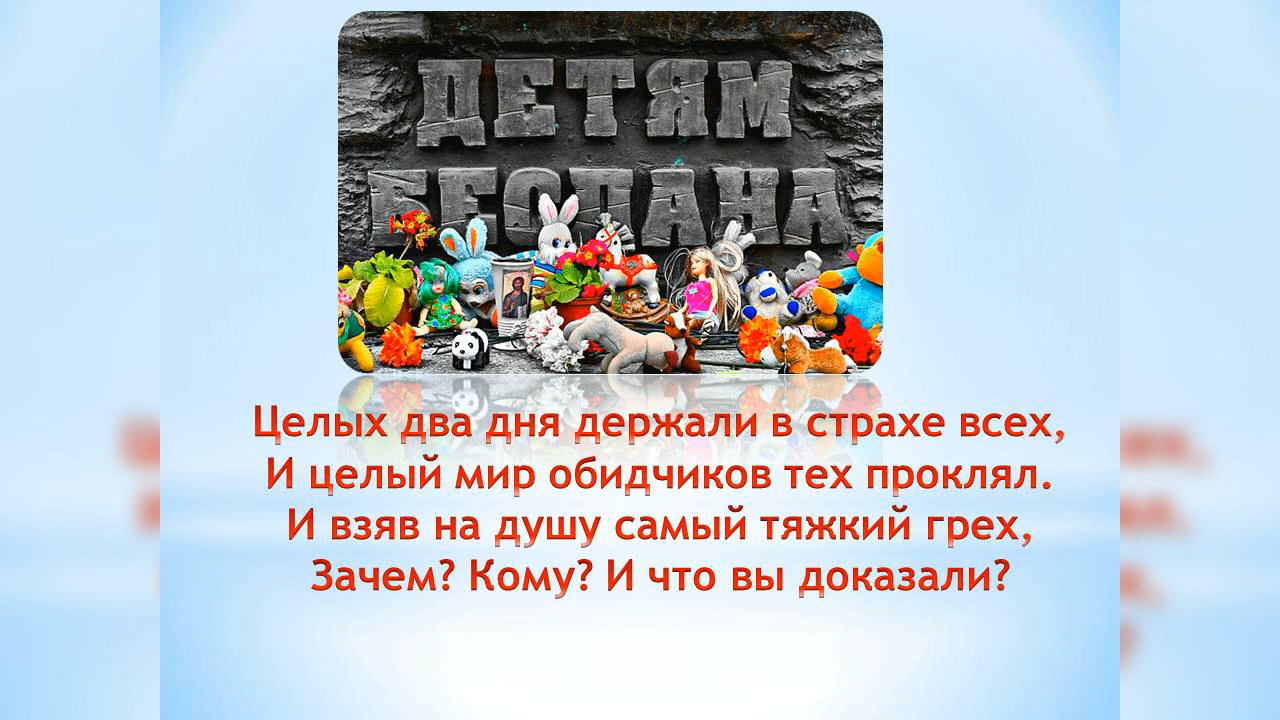 ДЕТЯМ
БЕСЛАНА
Целых два дня держали в страхе всех,
И целый мир обидчиков тех проклял.
И взяв на душу самый тяжкий грех,
Зачем? Кому? И что вы доказали?